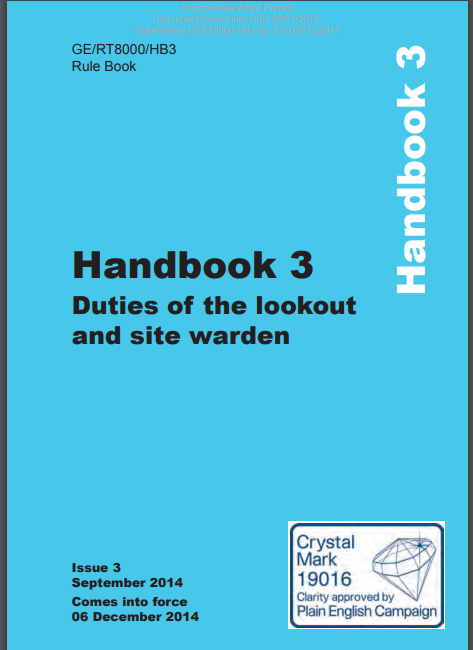 Uncontrolled When Printed
Document comes into force 06/12/2014
Supersedes GERT8000-HB3 Iss 2 on 06/12/2014
GE/RT8000/HB3
Rule Book
Handbook 3
Handbook 3
Duties of the lookout
and site warden
Issue 3
September 2014
Comes into force
06 December 2014
Crystal
Mark
19016
Clarity approved by
Plain English Campaign